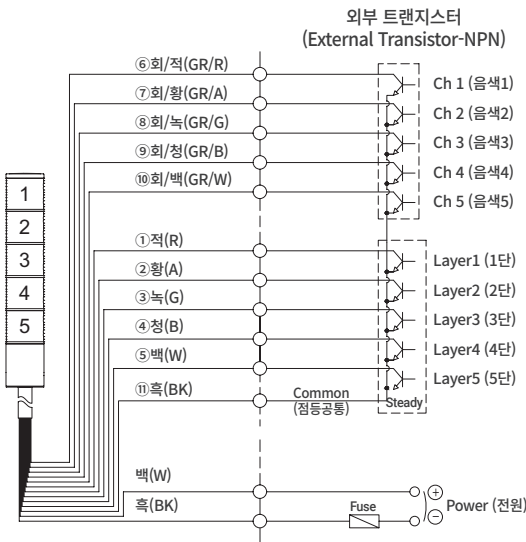 외부 트랜지스터
(External Transistor-NPN)
⑥회/적(GR/R)
Ch 1 (음색1)
⑦회/황(GR/A)
Ch 2 (음색2)
⑧회/녹(GR/G)
Ch 3 (음색3)
⑨회/청(GR/B)
Ch 4 (음색4)
⑩회/백(GR/W)
Ch 5 (음색5)
1
2
3
4
5
①적(R)
Layer1 (1단)
②황(A)
Layer2 (2단)
③녹(G)
Layer3 (3단)
④청(B)
Layer4 (4단)
⑤백(W)
Layer5 (5단)
⑪흑(BK)
Common
(점등공통)
Steady
백(W)
흑(BK)
Fuse
+
−
Power (전원)